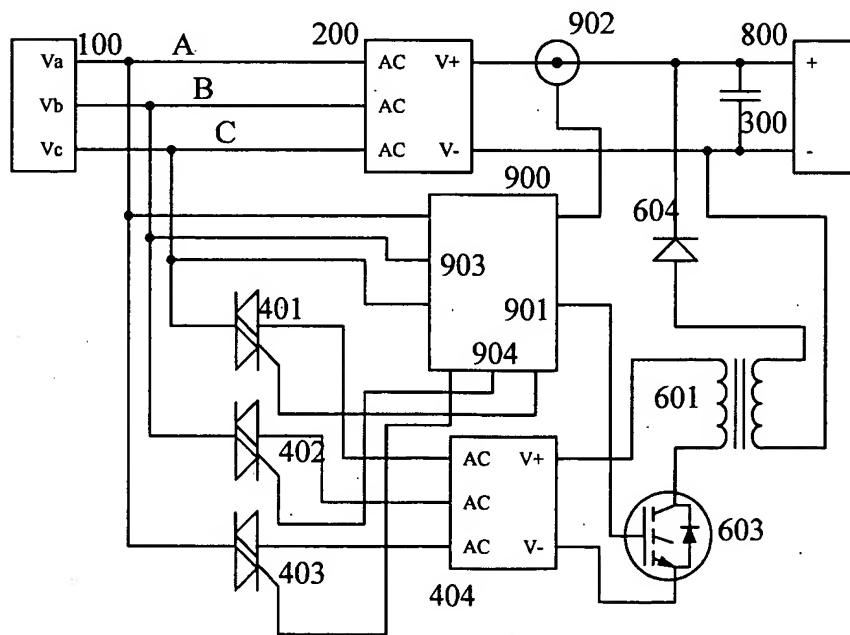 100 A 200 902 800
Va AC V+ +
B
Vb AC
C 300
Vc AC V- -
900
604
903
401 901
904
601
402 AC V+
AC
603
403 AC V-
404